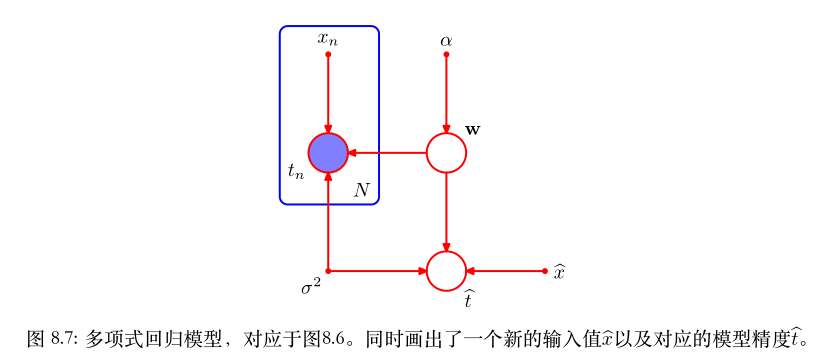 xₙ
α
w
tₙ
N
σ²
x̂
t̂
图 8.7: 多项式回归模型，对应于图8.6。同时画出了一个新的输入值x̂以及对应的模型精度t̂。